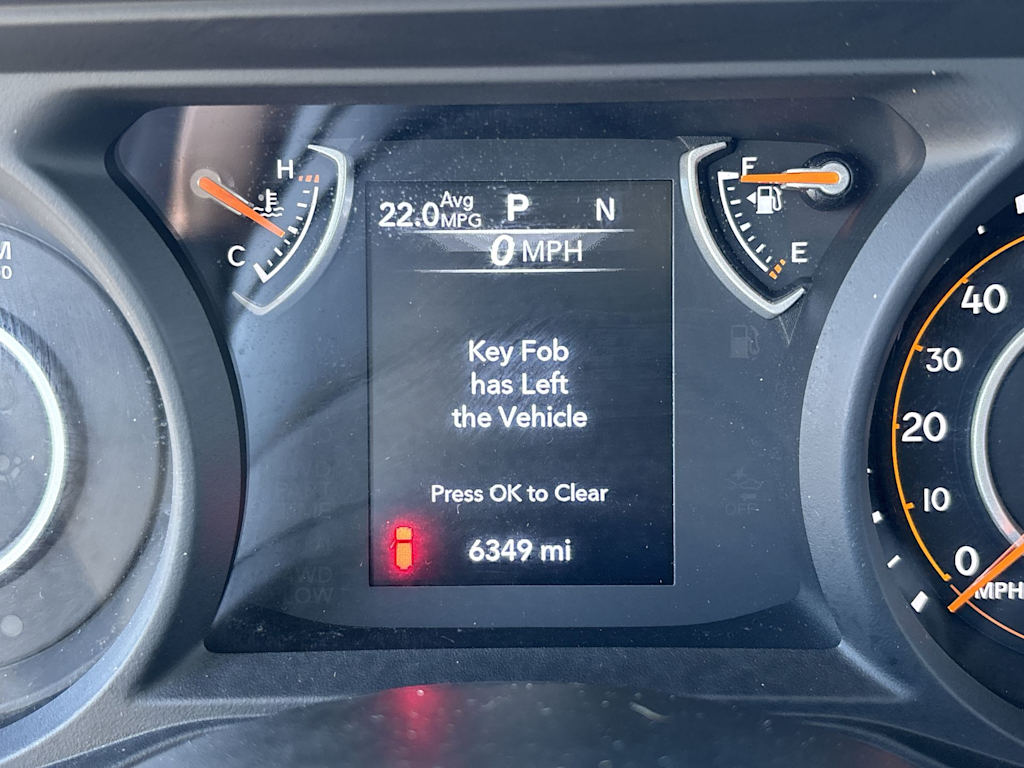 H
C
22.0 Avg MPG P N
0 MPH
F
E
Key Fob
has Left
the Vehicle
Press OK to Clear
6349 mi
40
30
20
10
0
MPH
OFF